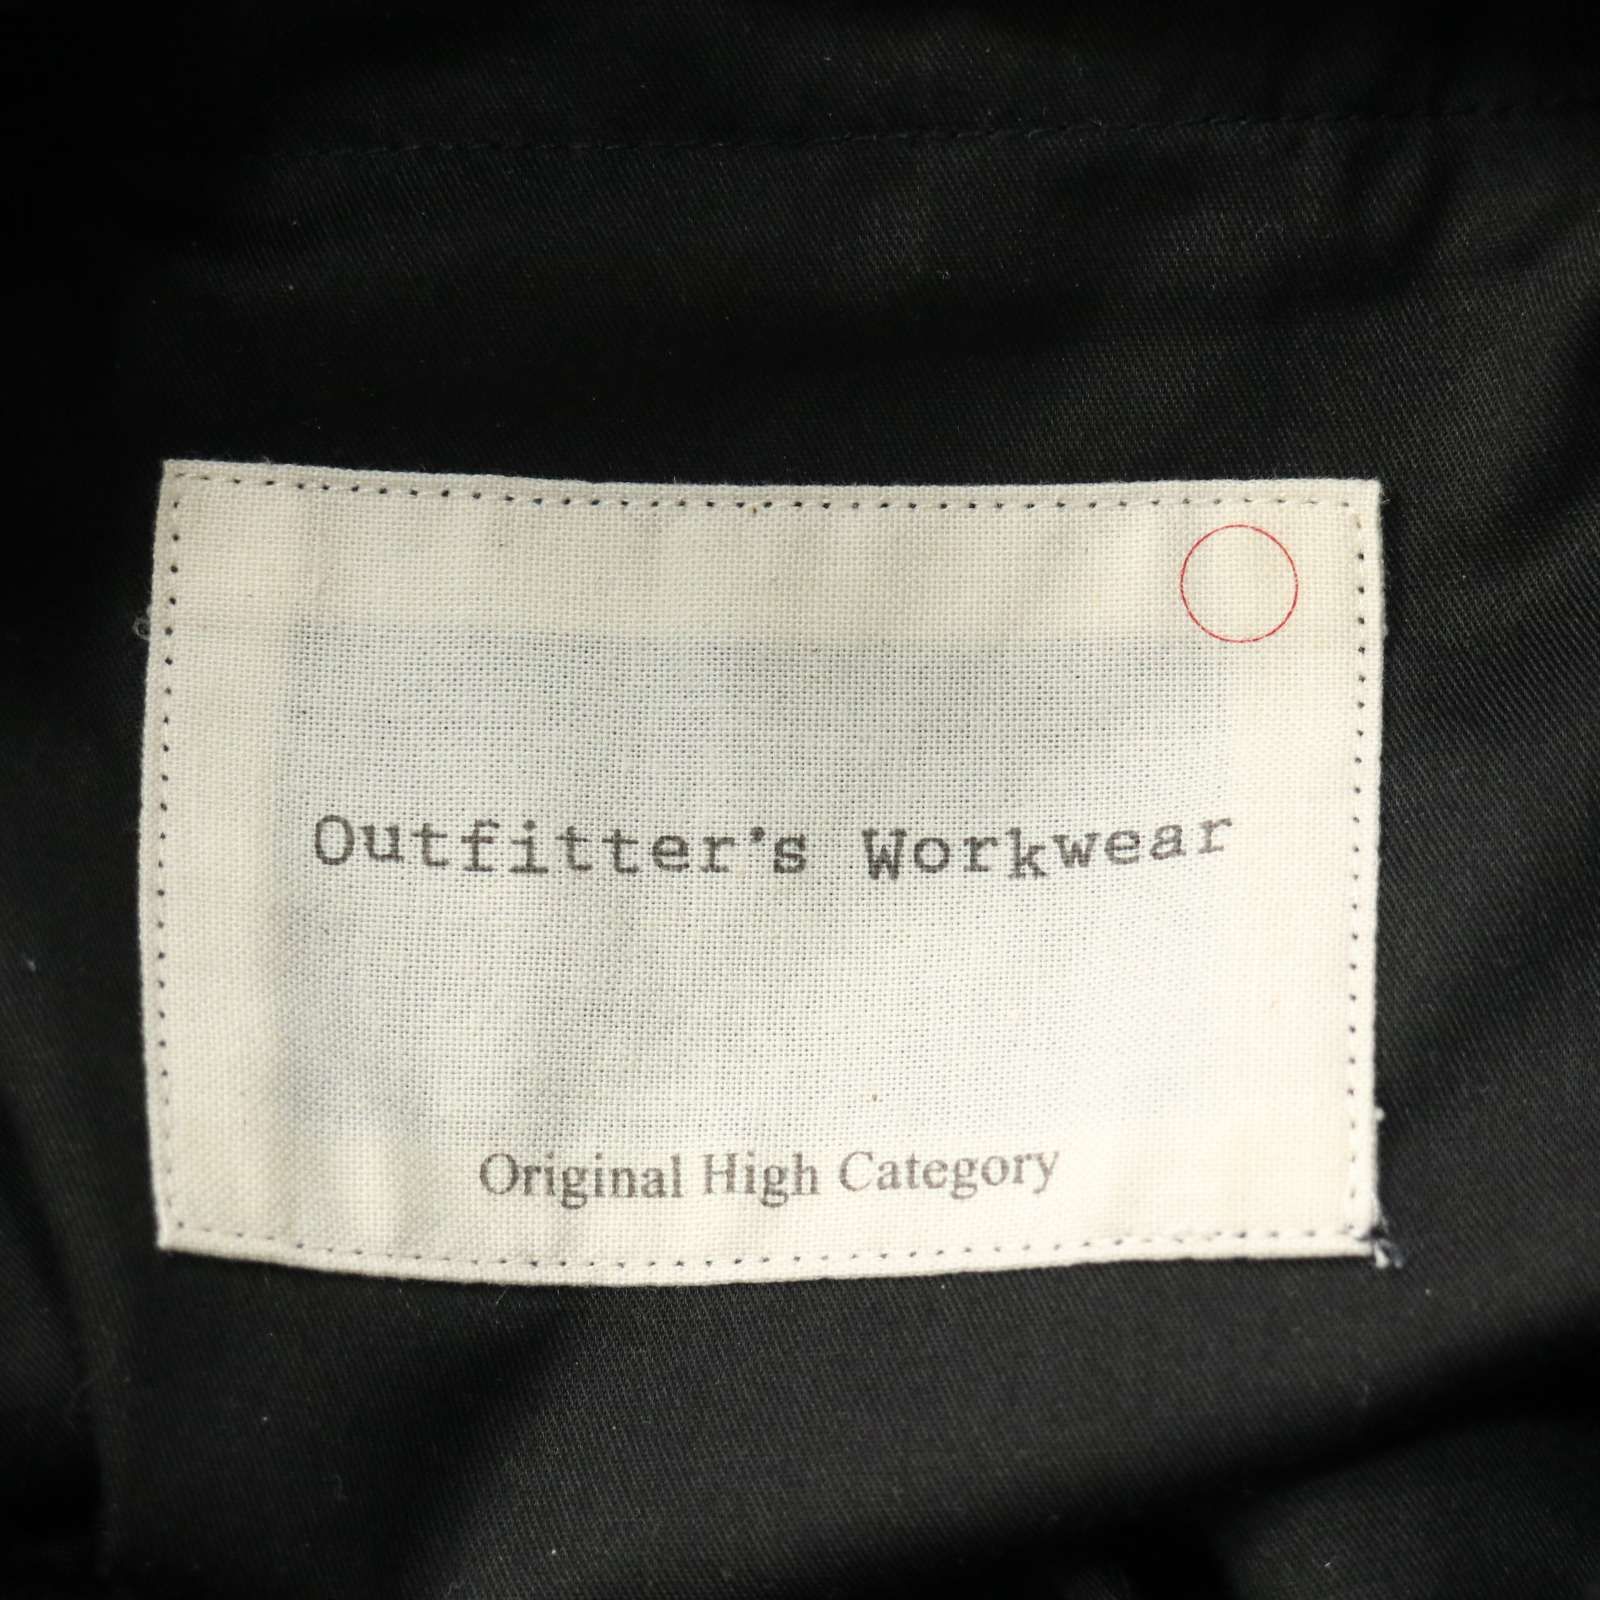 Outfitter's Workwear
Original High Category